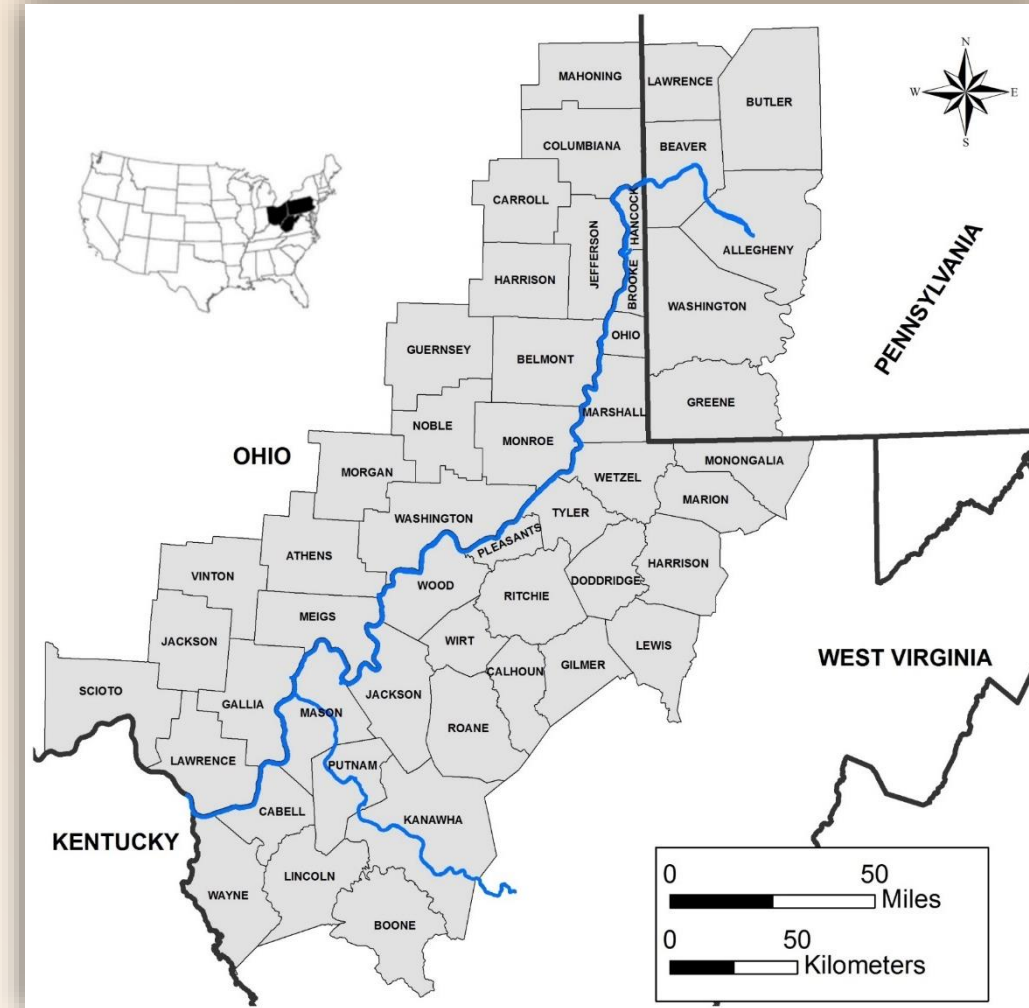 MAHONING
LAWRENCE
BUTLER
N
W
E
S
COLUMBIANA
BEAVER
CARROLL
JEFFERSON
HANCOCK
ALLEGHENY
HARRISON
BROOKE
WASHINGTON
PENNSYLVANIA
OHIO
GUERNSEY
BELMONT
MARSHALL
GREENE
NOBLE
MONROE
OHIO
MORGAN
WETZEL
MONONGALIA
MARION
WASHINGTON
TYLER
PLEASANTS
ATHENS
VINTON
WOOD
RITCHIE
DODDRIDGE
HARRISON
MEIGS
JACKSON
WIRT
LEWIS
CALHOUN
GILMER
WEST VIRGINIA
SCIOTO
GALLIA
MASON
JACKSON
ROANE
LAWRENCE
PUTNAM
CABELL
KANAWHA
KENTUCKY
LINCOLN
WAYNE
BOONE
0 50
Miles
0 50
Kilometers